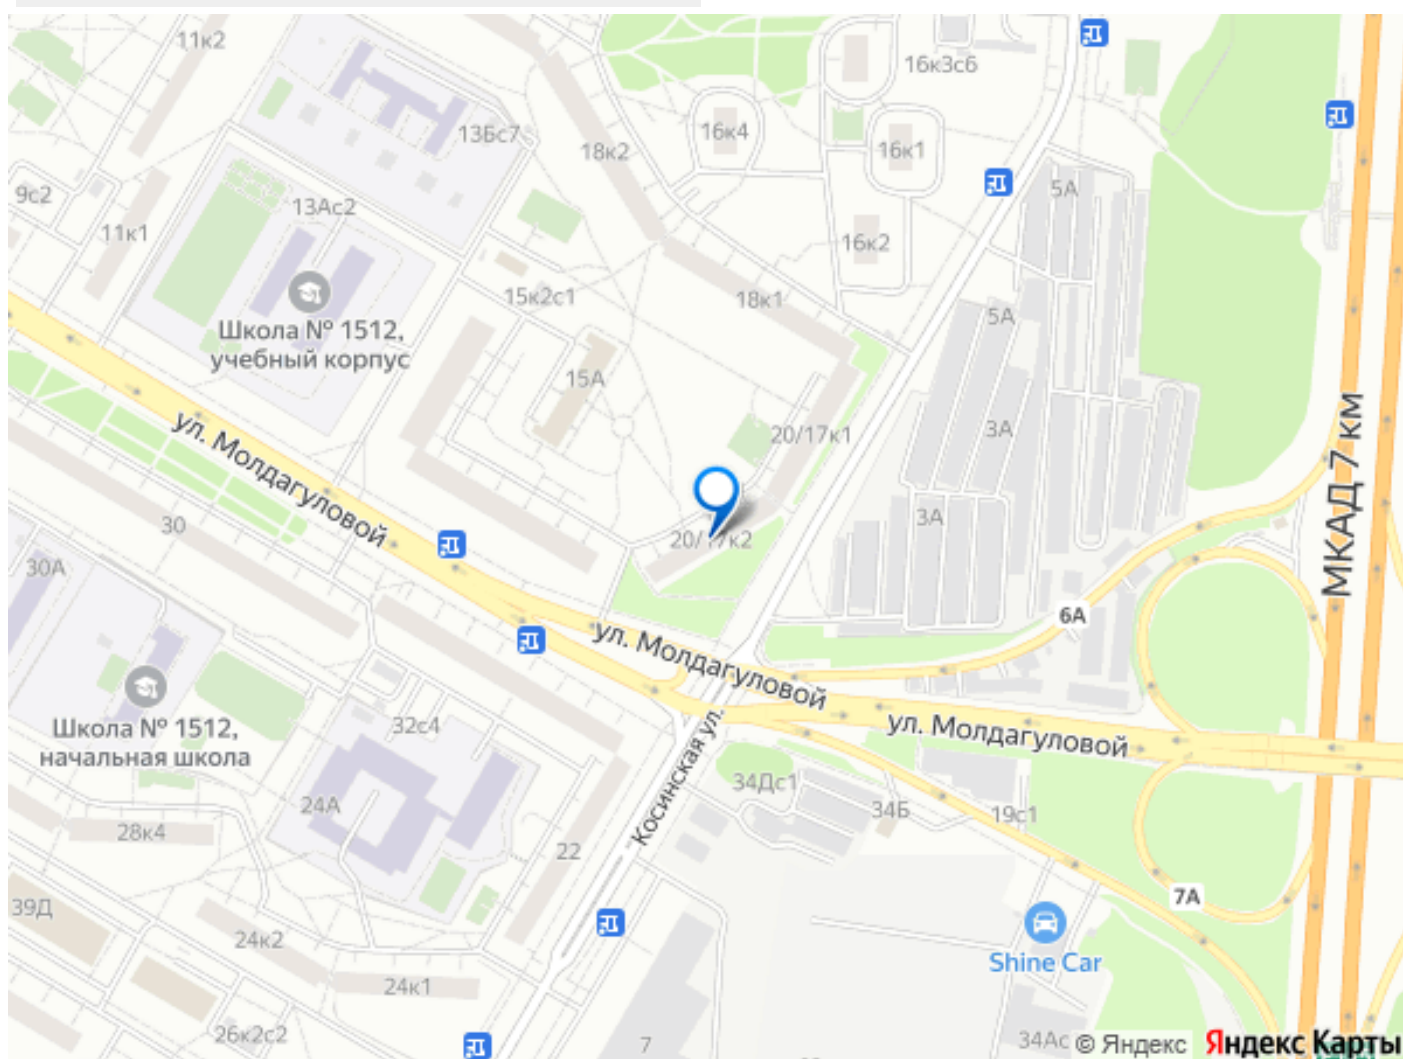 11к2
16к3с6
13Бс7
16к4
18к2
16к1
5А
9с2
13Ас2
11к1
16к2
15к2с1
18к1
5А
Школа № 1512,
учебный корпус
15А
3А
20/17к1
ул. Молдагуловой
МКАД 7 км
30
3А
20/17к2
30А
6А
ул. Молдагуловой
ул. Молдагуловой
Школа № 1512,
начальная школа
32с4
Косинская ул.
34Дс1
24А
34Б
19с1
28к4
22
7А
39Д
24к2
Shine Car
24к1
26к2с2
7
34Ас
© Яндекс
Яндекс Карты